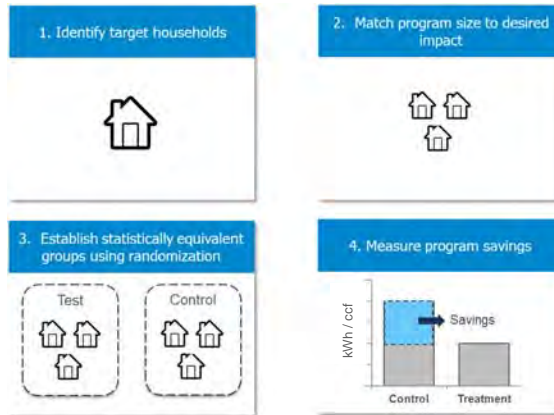 1. Identify target households
2. Match program size to desired
impact
3. Establish statistically equivalent
groups using randomization
Test
Control
4. Measure program savings
kWh / ccf
Savings
Control
Treatment